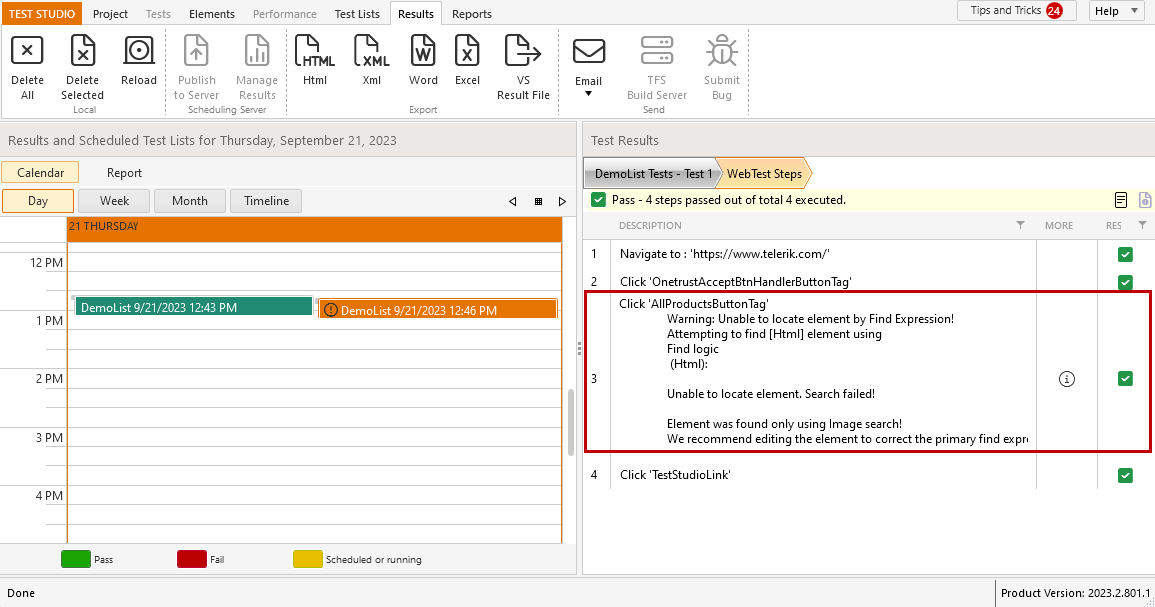 TEST STUDIO Project Tests Elements Performance Test Lists Results Reports Tips and Tricks 24 Help
Delete All
Delete Selected
Reload
Local
Publish to Server
Manage Results
Scheduling Server
Html
Xml
Word
Excel
VS Result File
Export
Email
TFS Build Server
Submit Bug
Send
Results and Scheduled Test Lists for Thursday, September 21, 2023
Calendar Report
Day Week Month Timeline
21 THURSDAY
12 PM
DemoList 9/21/2023 12:43 PM
DemoList 9/21/2023 12:46 PM
1 PM
2 PM
3 PM
4 PM
Pass Fail Scheduled or running
Test Results
DemoList Tests - Test 1 WebTest Steps
Pass - 4 steps passed out of total 4 executed.
DESCRIPTION MORE RES
1 Navigate to : 'https://www.telerik.com/'
2 Click 'OnetrustAcceptBtnHandlerButtonTag'
3 Click 'AllProductsButtonTag'
Warning: Unable to locate element by Find Expression!
Attempting to find [Html] element using
Find logic
(Html):
Unable to locate element. Search failed!
Element was found only using Image search!
We recommend editing the element to correct the primary find expre
4 Click 'TestStudioLink'
Done
Product Version: 2023.2.801.1